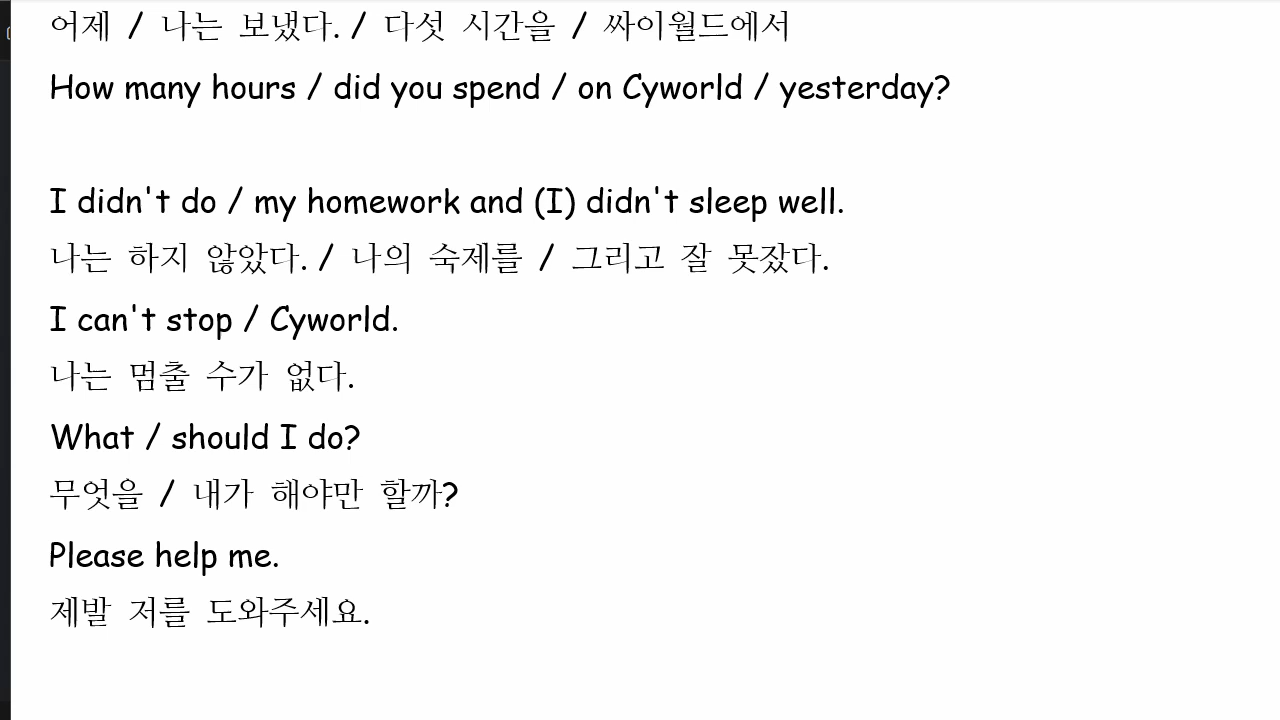 어제 / 나는 보냈다. / 다섯 시간을 / 싸이월드에서
How many hours / did you spend / on Cyworld / yesterday?
I didn't do / my homework and (I) didn't sleep well.
나는 하지 않았다. / 나의 숙제를 / 그리고 잘 못잤다.
I can't stop / Cyworld.
나는 멈출 수가 없다.
What / should I do?
무엇을 / 내가 해야만 할까?
Please help me.
제발 저를 도와주세요.